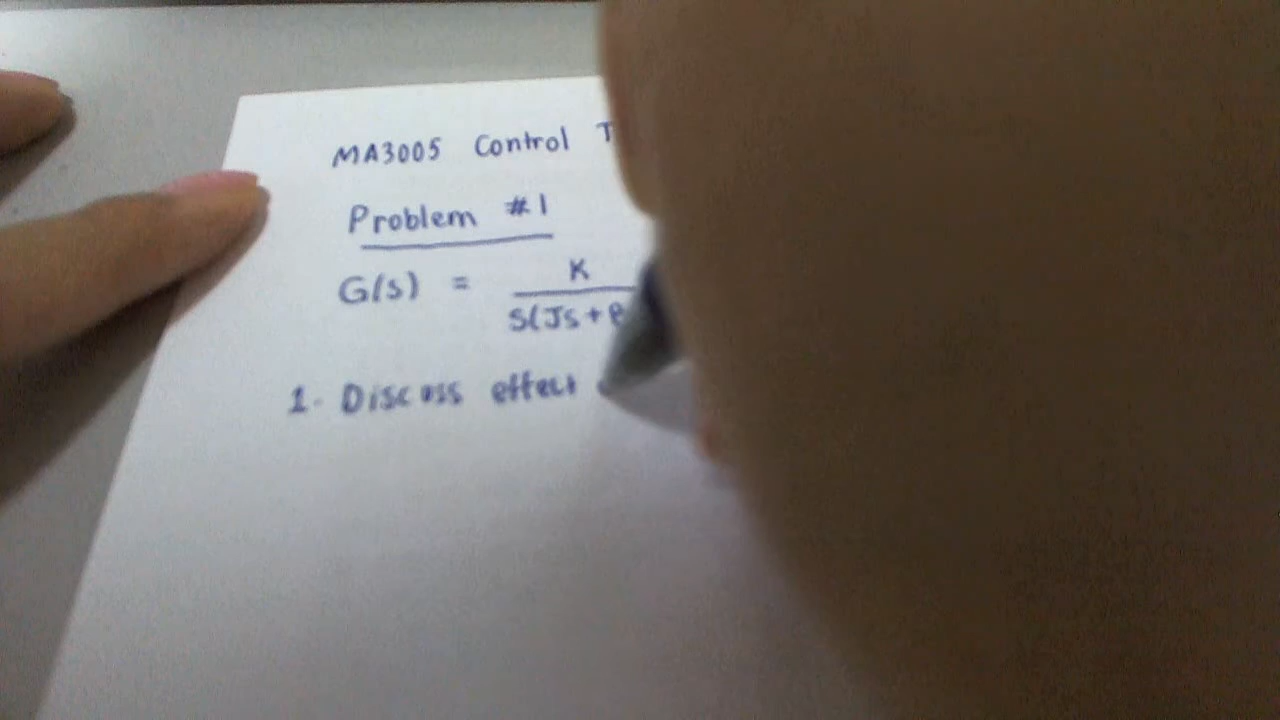 MA3005 Control T
Problem #1
G(s) = K
s(Js+
1. Discuss effect